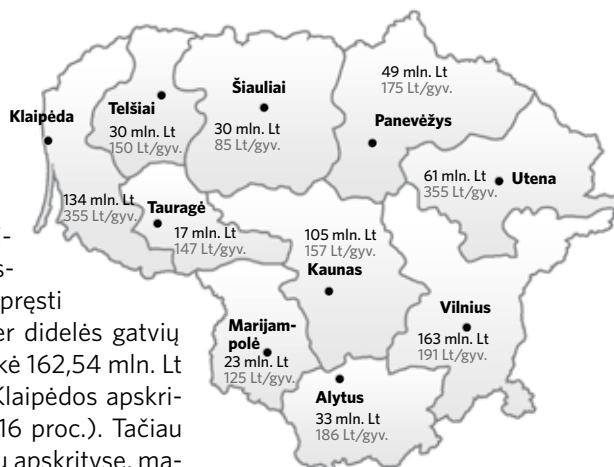 49 mln. Lt
175 Lt/gyv.
Panevėžys
Šiauliai
30 mln. Lt
85 Lt/gyv.
Telšiai
30 mln. Lt
150 Lt/gyv.
Klaipėda
134 mln. Lt
355 Lt/gyv.
Tauragė
17 mln. Lt
147 Lt/gyv.
61 mln. Lt
355 Lt/gyv.
Utena
105 mln. Lt
157 Lt/gyv.
Kaunas
Vilnius
163 mln. Lt
191 Lt/gyv.
Marijam-
polė
23 mln. Lt
125 Lt/gyv.
Alytus
33 mln. Lt
186 Lt/gyv.
i-
s-
pręsti
er didelės gatvių
kė 162,54 mln. Lt
Klaipėdos apskri-
16 proc.). Tačiau
ų apskrityse, ma-